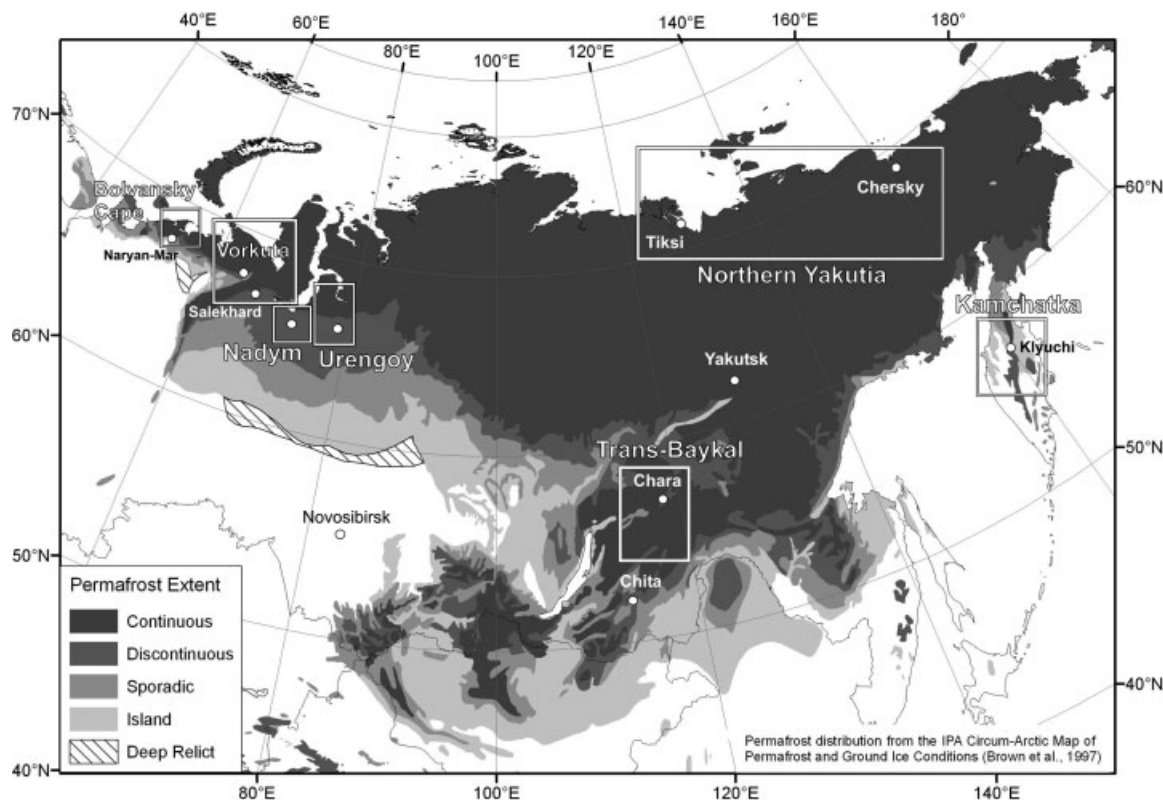 40°E
60°E
80°E
100°E
120°E
140°E
160°E
180°
70°N
60°N
50°N
40°N
60°N
50°N
40°N
80°E
100°E
120°E
140°E
Bolvansky
Cape
Naryan-Mar
Vorkuta
Salekhard
Nadym
Urengoy
Tiksi
Chersky
Northern Yakutia
Kamchatka
Klyuchi
Yakutsk
Trans-Baykal
Chara
Chita
Novosibirsk
Permafrost Extent
Continuous
Discontinuous
Sporadic
Island
Deep Relict
Permafrost distribution from the IPA Circum-Arctic Map of
Permafrost and Ground Ice Conditions (Brown et al., 1997)